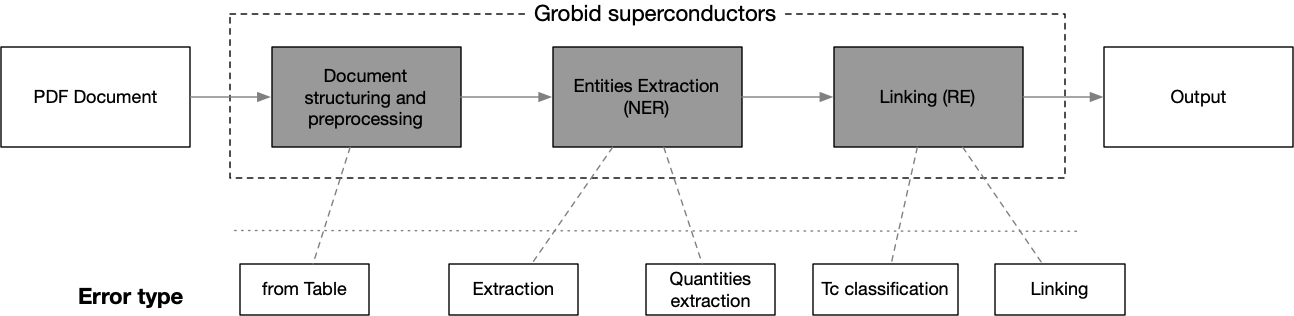 Grobid superconductors
PDF Document
Document
structuring and
preprocessing
Entities Extraction
(NER)
Linking (RE)
Output
Error type
from Table
Extraction
Quantities
extraction
Tc classification
Linking